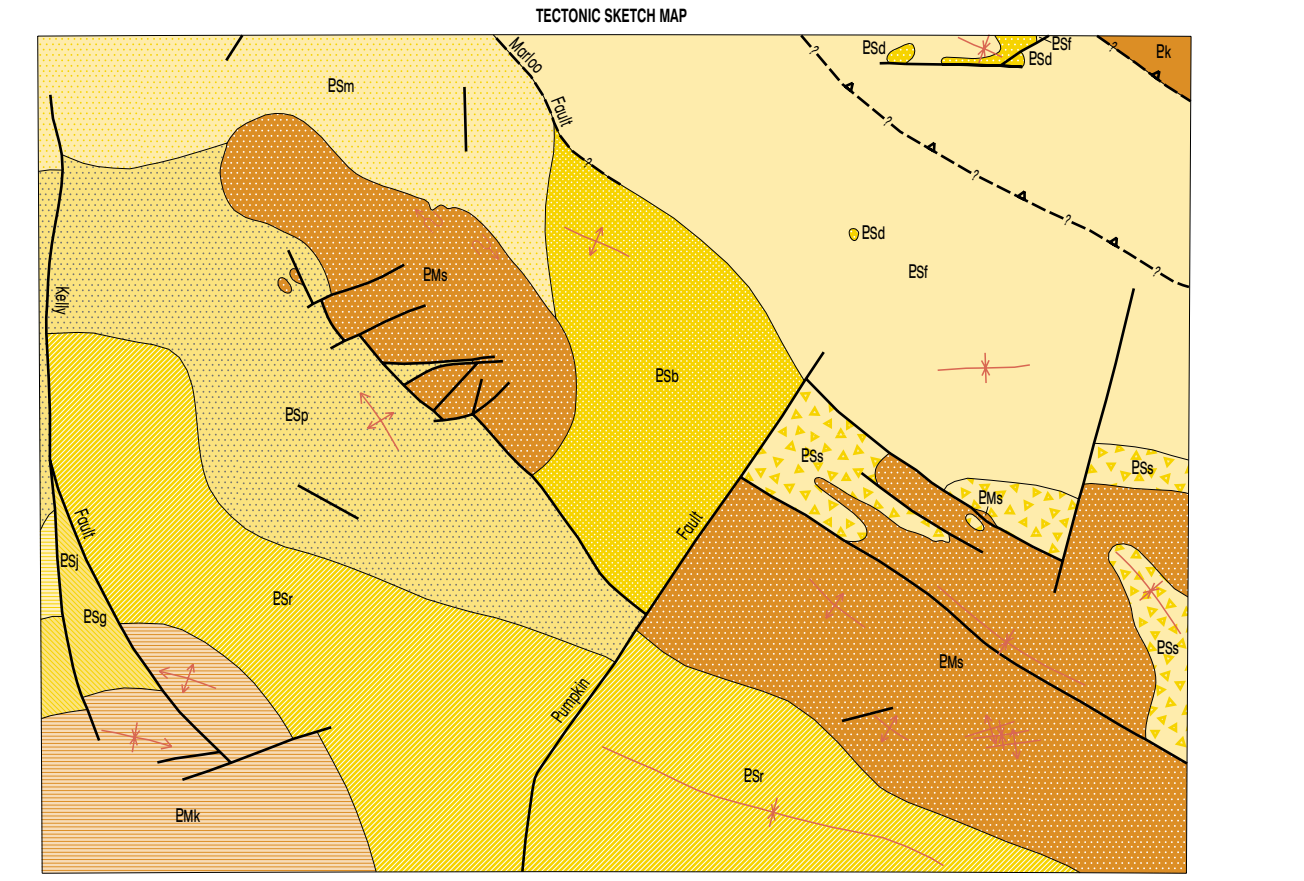 TECTONIC SKETCH MAP
Marloo
Fault
PSm
PSd
PSf
PSd
Pk
?
?
?
?
?
?
?
?
PSd
PSf
PMs
Kelly
PSb
PSp
PSs
PSs
PMs
Fault
Fault
PSj
PSg
PSr
PSs
PMs
Pumpkin
PSr
PMk